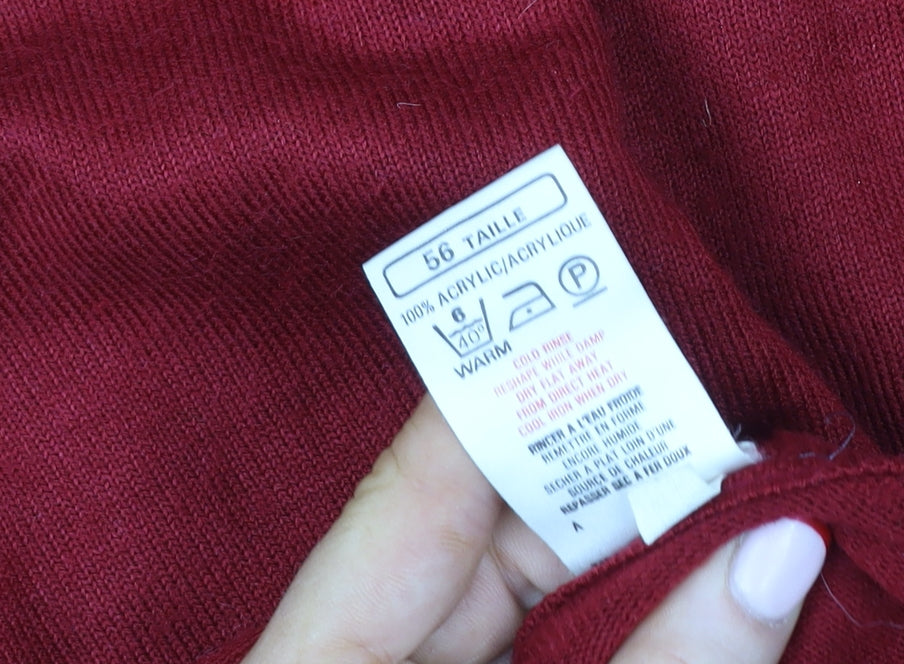 56 TAILLE
100% ACRYLIC/ACRYLIQUE
6
40°
P
WARM
COLD RINSE
RESHAPE WHILE DAMP
DRY FLAT AWAY
FROM DIRECT HEAT
COOL IRON WHEN DRY
RINCER A L'EAU FROIDE
REMETTRE EN FORME
ENCORE HUMIDE
SECHER A PLAT LOIN D'UNE
SOURCE DE CHALEUR
REPASSER SEC A FER DOUX
A